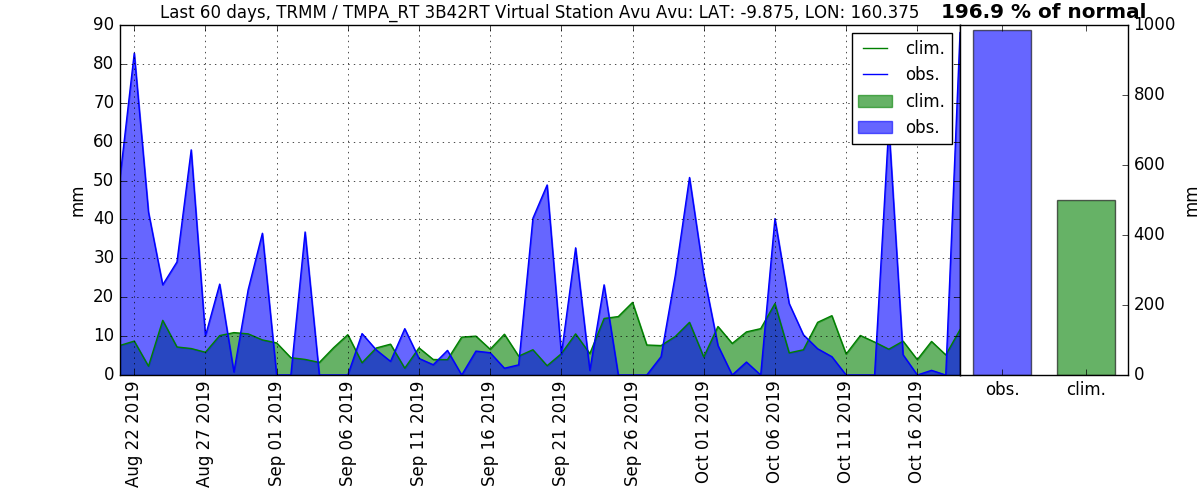 Last 60 days, TRMM / TMPA_RT 3B42RT Virtual Station Avu Avu: LAT: -9.875, LON: 160.375
196.9 % of normal
90
80
70
60
50
40
30
20
10
0
mm
clim.
obs.
clim.
obs.
Aug 22 2019
Aug 27 2019
Sep 01 2019
Sep 06 2019
Sep 11 2019
Sep 16 2019
Sep 21 2019
Sep 26 2019
Oct 01 2019
Oct 06 2019
Oct 11 2019
Oct 16 2019
1000
800
600
400
200
0
mm
obs.
clim.